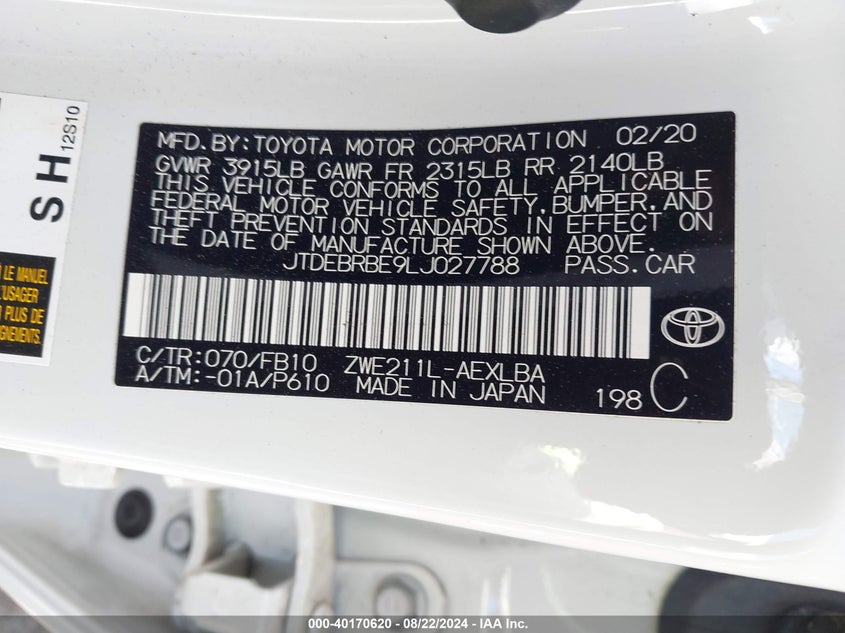 SH
12S10
LE MANUEL
L'USAGER
PLUS DE
MFD.BY:TOYOTA MOTOR CORPORATION 02/20
GVWR 3915LB GAWR FR 2315LB RR 2140LB
THIS VEHICLE CONFORMS TO ALL APPLICABLE
FEDERAL MOTOR VEHICLE SAFETY,BUMPER,AND
THEFT PREVENTION STANDARDS IN EFFECT ON
THE DATE OF MANUFACTURE SHOWN ABOVE.
JTDEBRBE9LJ027788 PASS.CAR
C/TR:070/FB10 ZWE211L-AEXLBA
A/TM:-01A/P610 MADE IN JAPAN
198 C
000-40170620 - 08/22/2024 - IAA Inc.